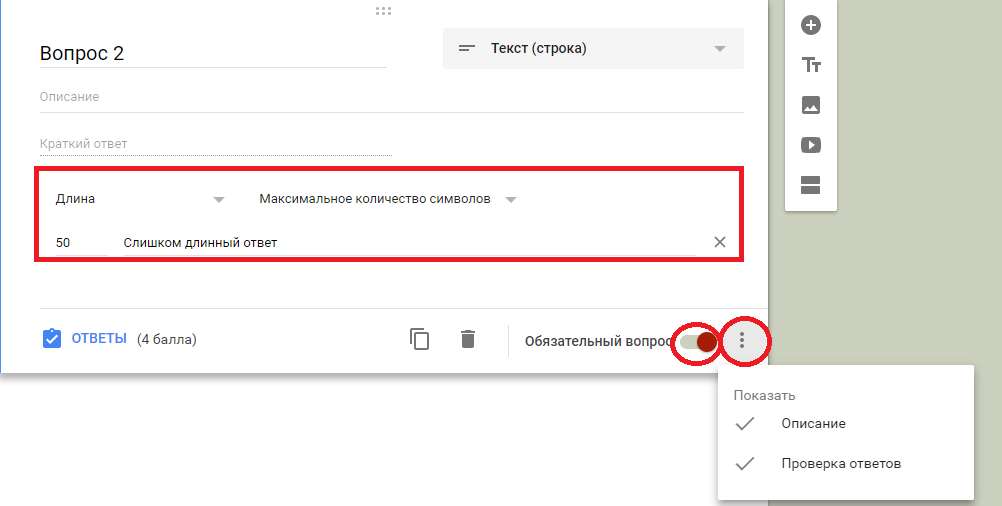 Вопрос 2
Текст (строка)
Описание
Краткий ответ
Длина
Максимальное количество символов
50
Слишком длинный ответ
ОТВЕТЫ (4 балла)
Обязательный вопрос
Показать
Описание
Проверка ответов